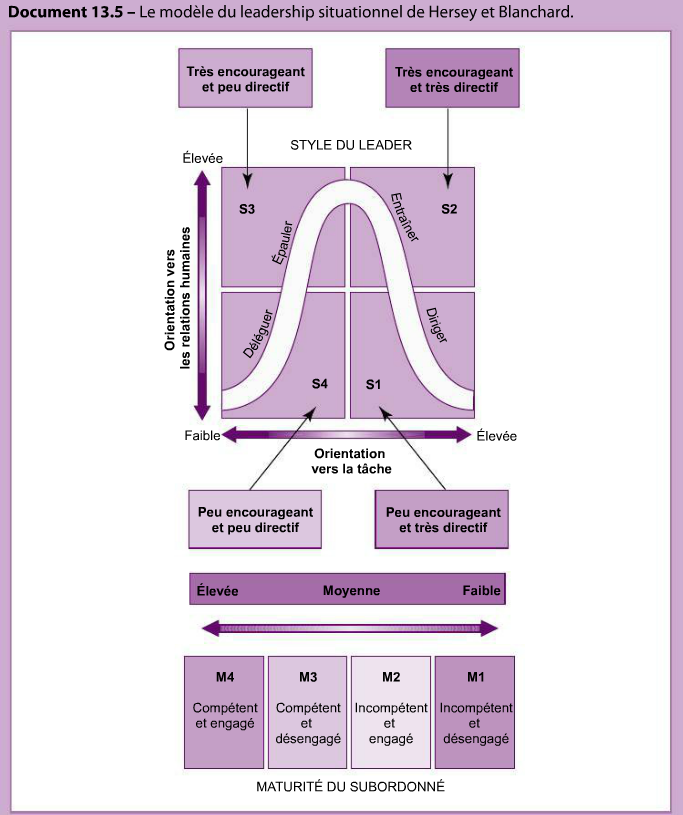 Document 13.5 – Le modèle du leadership situationnel de Hersey et Blanchard.
Très encourageant
et peu directif
Très encourageant
et très directif
STYLE DU LEADER
Élevée
S3
S2
Épauler
Entraîner
Orientation vers
les relations humaines
Déléguer
Diriger
S4
S1
Faible
Élevée
Orientation
vers la tâche
Peu encourageant
et peu directif
Peu encourageant
et très directif
Élevée
Moyenne
Faible
M4
Compétent
et engagé
M3
Compétent
et
désengagé
M2
Incompétent
et
engagé
M1
Incompétent
et
désengagé
MATURITÉ DU SUBORDONNÉ